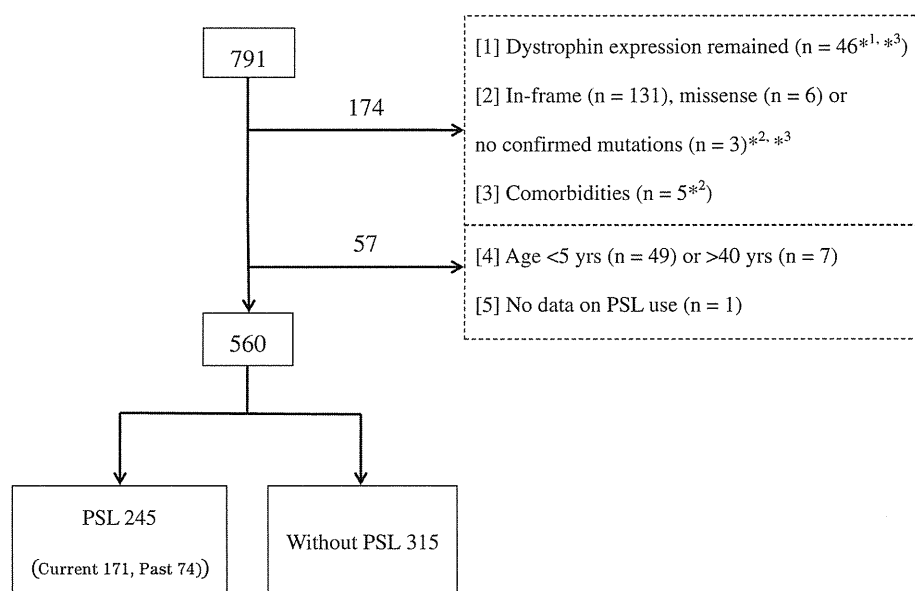 791
174
[1] Dystrophin expression remained (n = 46*1, *3)
[2] In-frame (n = 131), missense (n = 6) or
no confirmed mutations (n = 3)*2, *3
[3] Comorbidities (n = 5*2)
57
[4] Age <5 yrs (n = 49) or >40 yrs (n = 7)
[5] No data on PSL use (n = 1)
560
PSL 245
(Current 171, Past 74))
Without PSL 315